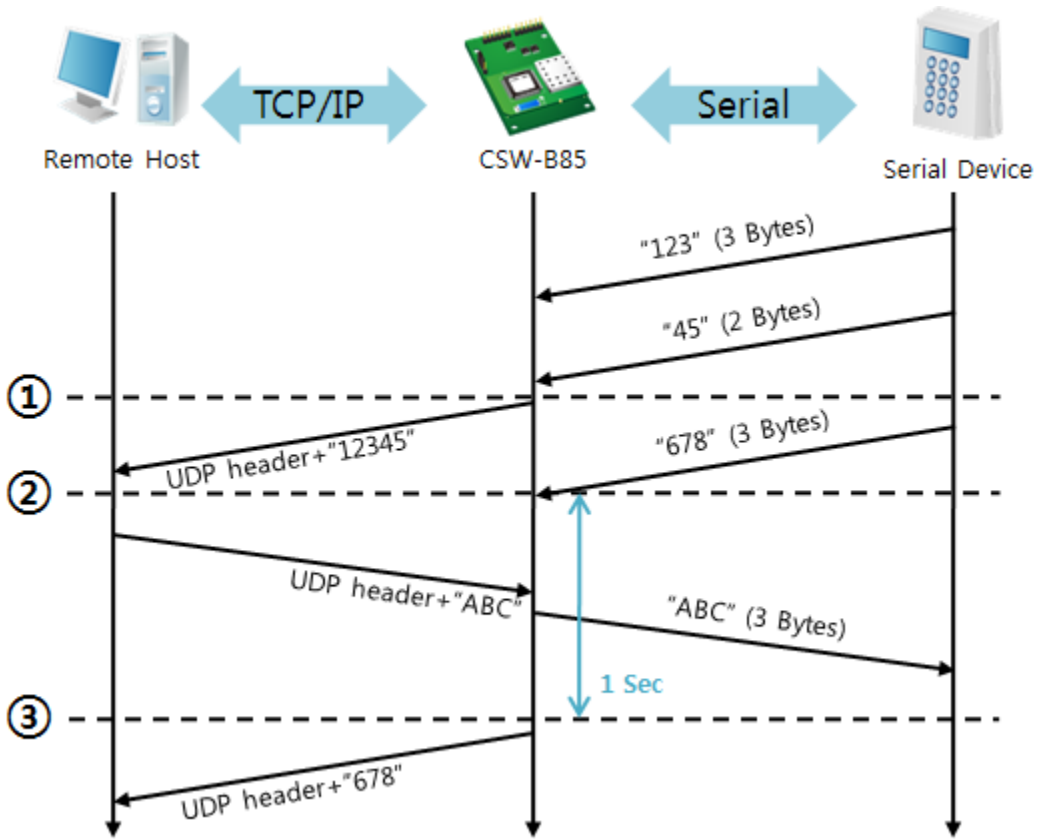 TCP/IP
Serial
Remote Host
CSW-B85
Serial Device
"123" (3 Bytes)
"45" (2 Bytes)
①
UDP header+"12345"
"678" (3 Bytes)
②
UDP header+"ABC"
"ABC" (3 Bytes)
1 Sec
③
UDP header+"678"